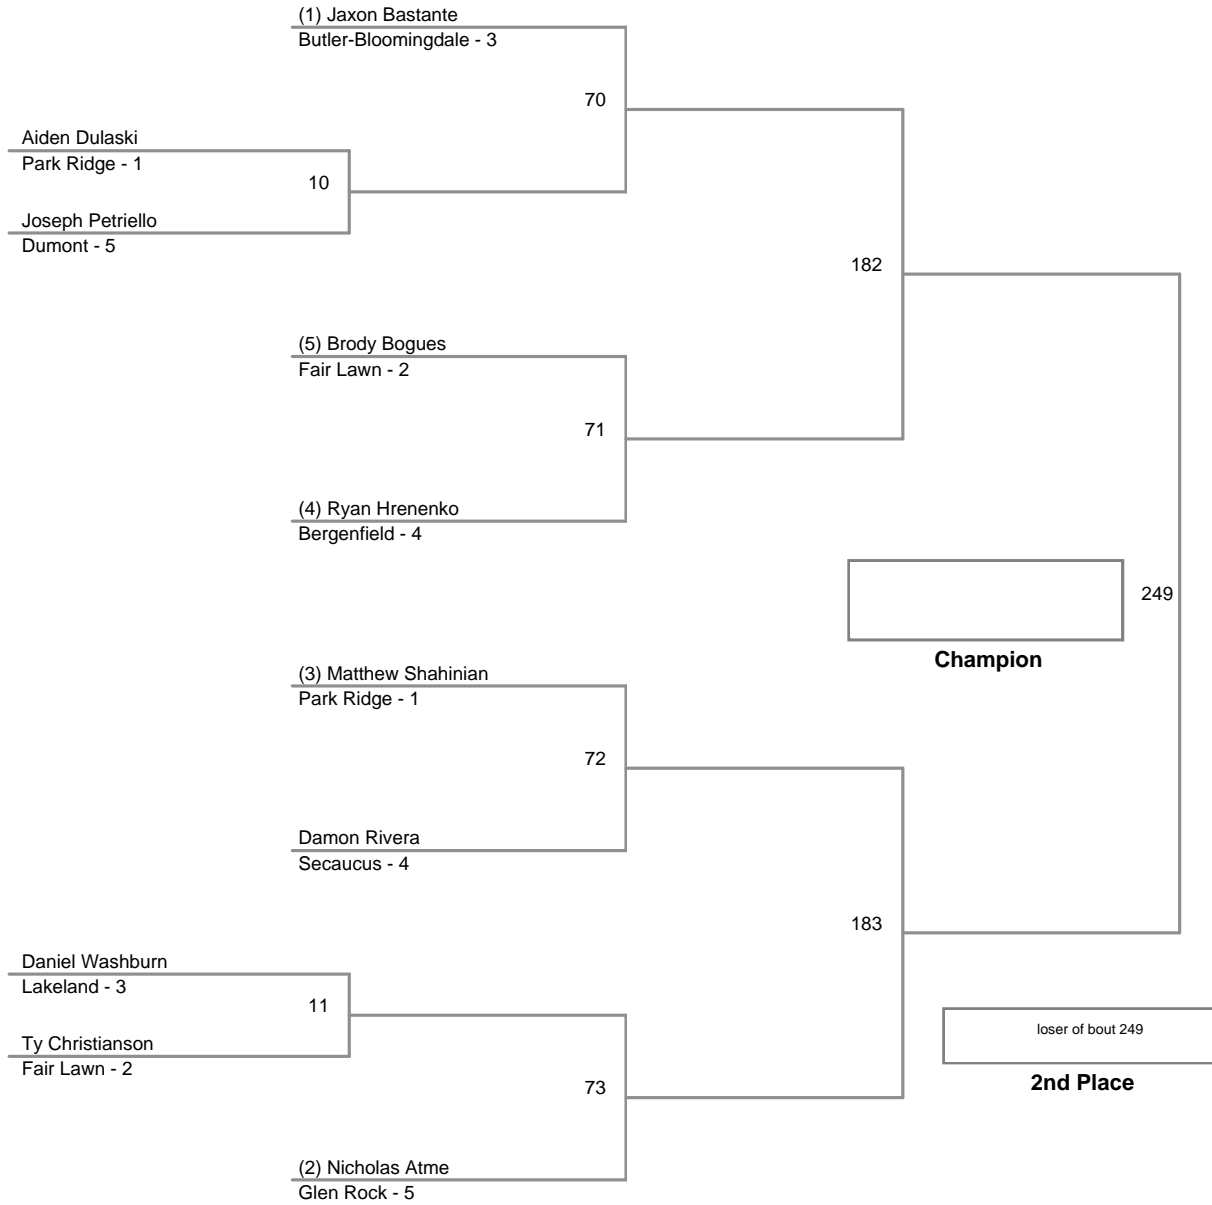 (1) Jaxon Bastante
Butler-Bloomingdale - 3
70
Aiden Dulaski
Park Ridge - 1
10
Joseph Petriello
Dumont - 5
182
(5) Brody Bogues
Fair Lawn - 2
71
(4) Ryan Hrenenko
Bergenfield - 4
249
Champion
(3) Matthew Shahinian
Park Ridge - 1
72
Damon Rivera
Secaucus - 4
183
Daniel Washburn
Lakeland - 3
11
Ty Christianson
Fair Lawn - 2
loser of bout 249
2nd Place
73
(2) Nicholas Atme
Glen Rock - 5